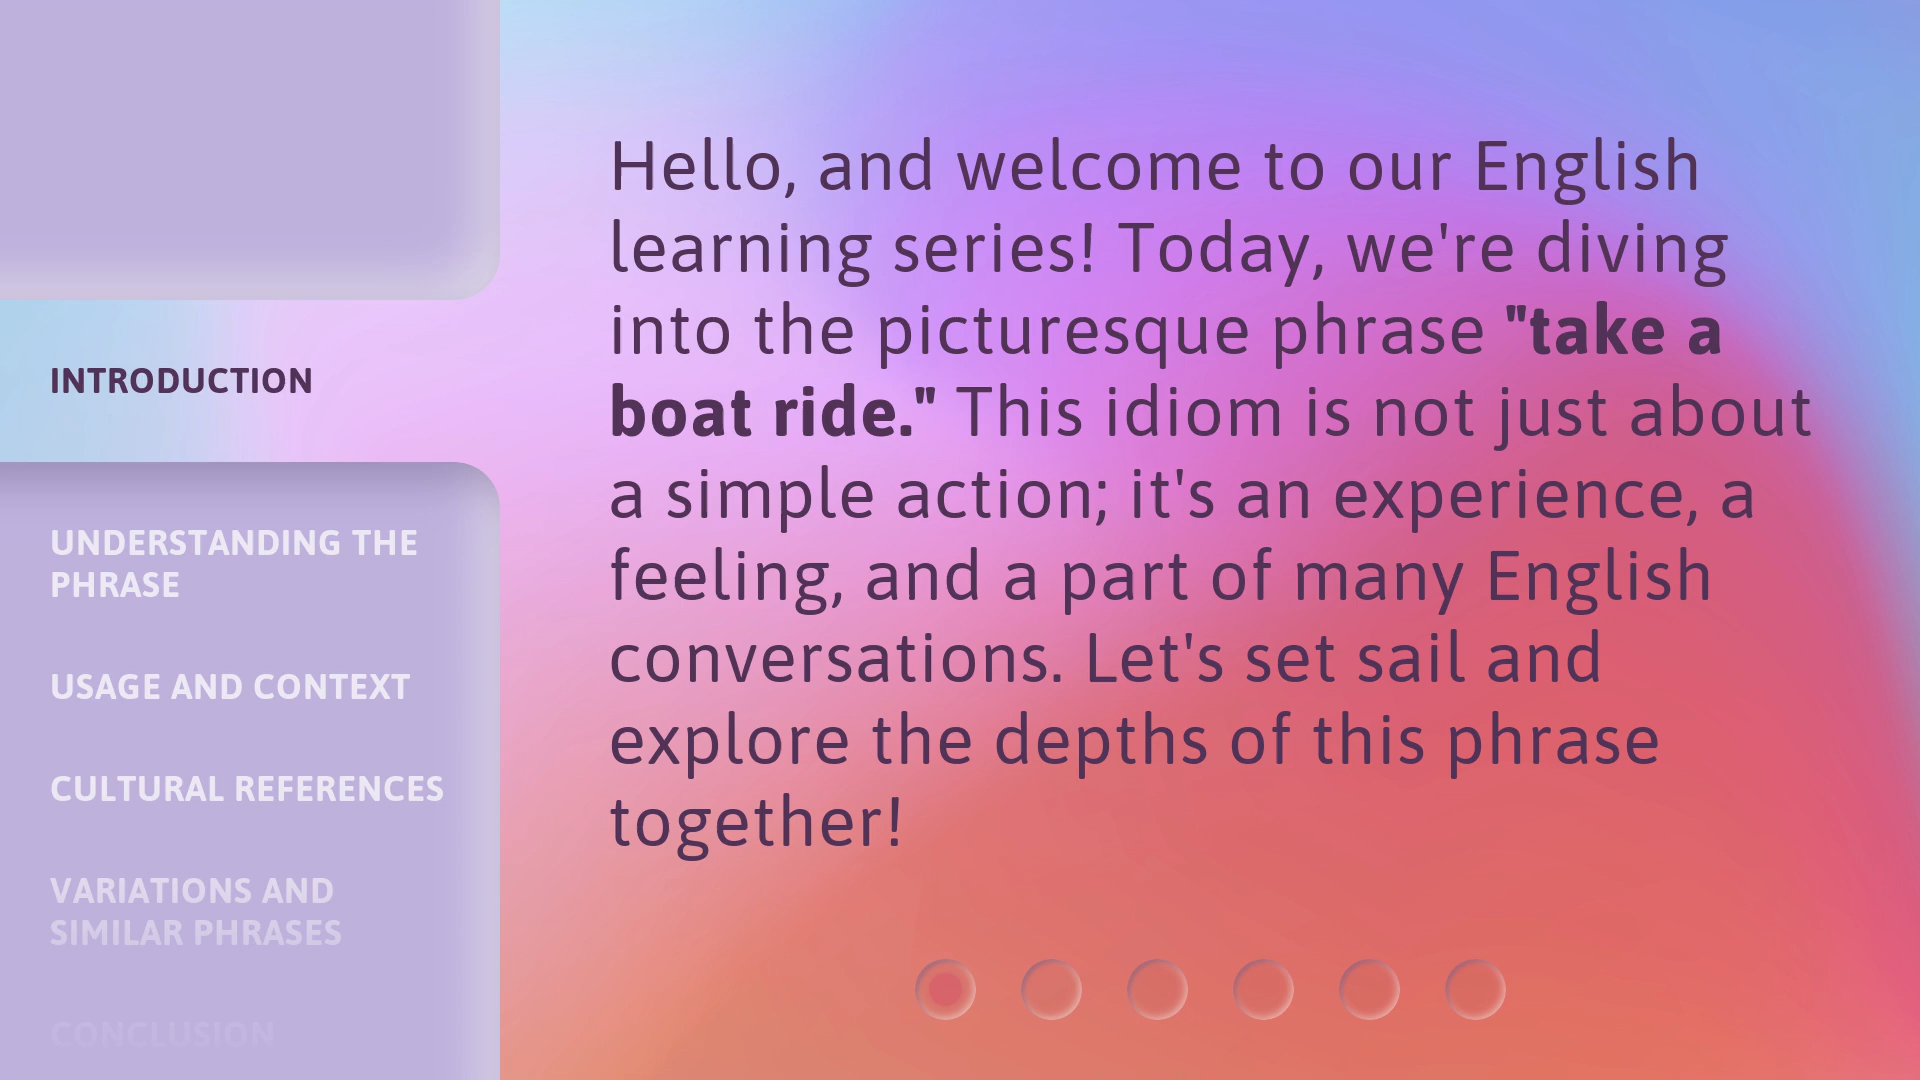 INTRODUCTION
UNDERSTANDING THE
PHRASE
USAGE AND CONTEXT
CULTURAL REFERENCES
VARIATIONS AND
SIMILAR PHRASES
CONCLUSION
Hello, and welcome to our English
learning series! Today, we're diving
into the picturesque phrase "take a
boat ride." This idiom is not just about
a simple action; it's an experience, a
feeling, and a part of many English
conversations. Let's set sail and
explore the depths of this phrase
together!